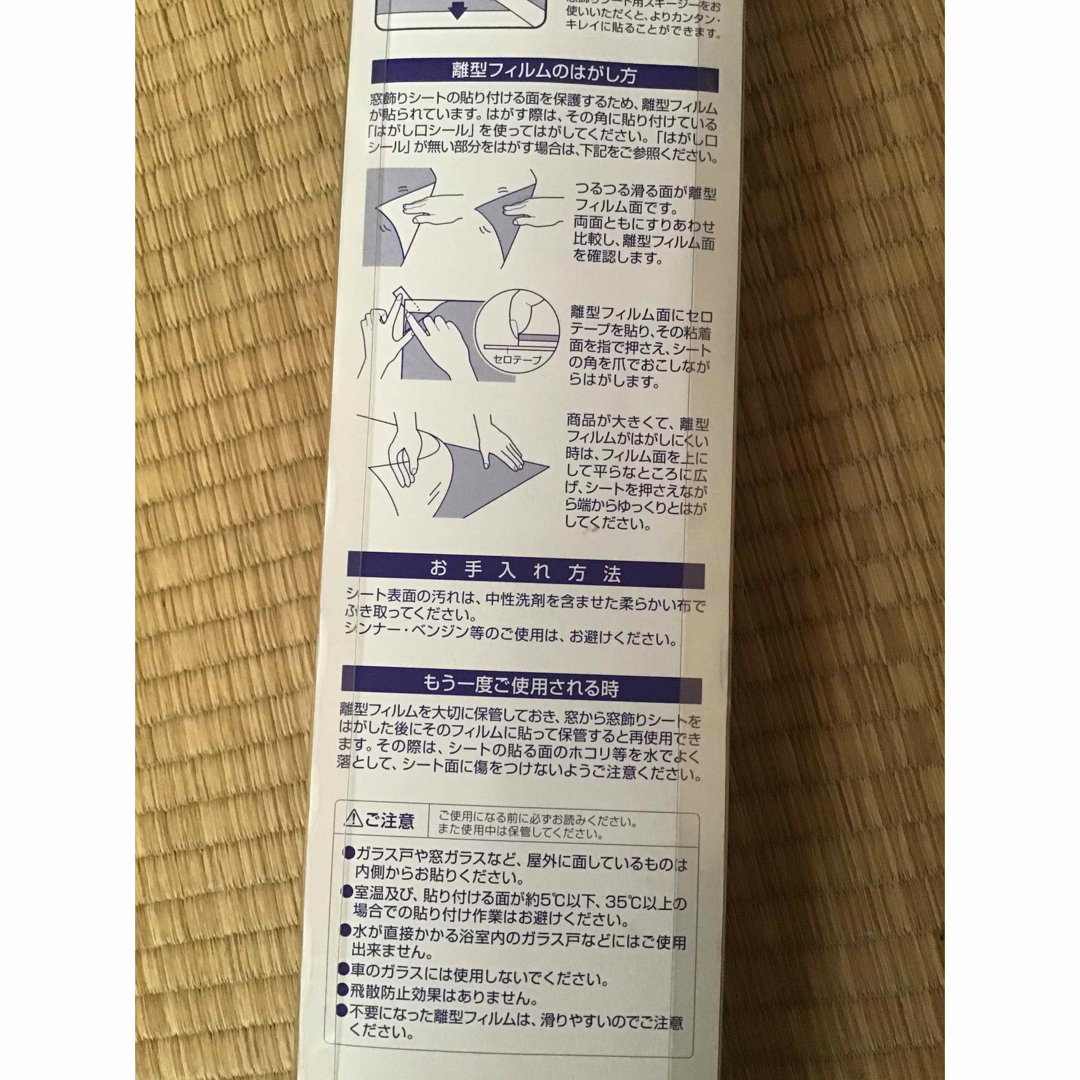 窓飾りシート用スキージーをお
使いいただくと、よりカンタン・
キレイに貼ることができます。
離型フィルムのはがし方
窓飾りシートの貼り付ける面を保護するため、離型フィルム
が貼られています。はがす際は、その角に貼り付けている
「はがし口シール」を使ってはがしてください。「はがし口
シール」が無い部分をはがす場合は、下記をご参照ください。
つるつる滑る面が離型
フィルム面です。
両面ともにすりあわせ
比較し、離型フィルム面
を確認します。
離型フィルム面にセロ
テープを貼り、その粘着
面を指で押さえ、シート
の角を爪でおこしなが
らはがします。
セロテープ
商品が大きくて、離型
フィルムがはがしにくい
時は、フィルム面を上に
して平らなところに広
げ、シートを押さえなが
ら端からゆっくりとはが
してください。
お手入れ方法
シート表面の汚れは、中性洗剤を含ませた柔らかい布で
ふき取ってください。
シンナー・ベンジン等のご使用は、お避けください。
もう一度ご使用される時
離型フィルムを大切に保管しておき、窓から窓飾りシートを
はがした後にそのフィルムに貼って保管すると再使用でき
ます。その際は、シートの貼る面のホコリ等を水でよく
落として、シート面に傷をつけないようご注意ください。
⚠ご注意
ご使用になる前に必ずお読みください。
また使用中は保管してください。
●ガラス戸や窓ガラスなど、屋外に面しているものは
内側からお貼りください。
●室温及び、貼り付ける面が約5℃以下、35℃以上の
場合での貼り付け作業はお避けください。
●水が直接かかる浴室内のガラス戸などにはご使用
出来ません。
●車のガラスには使用しないでください。
●飛散防止効果はありません。
●不要になった離型フィルムは、滑りやすいのでご注意
ください。